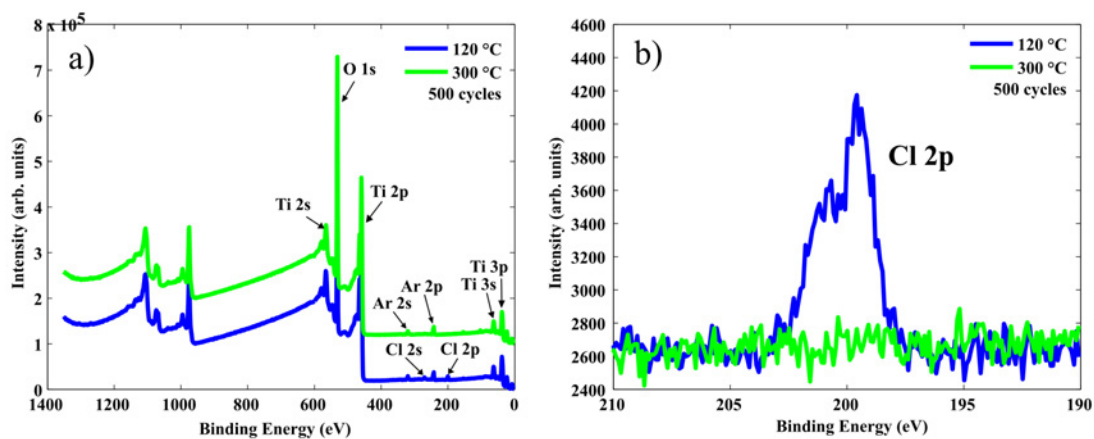 8 x 10^5
a)
120 °C
300 °C
500 cycles
O 1s
Ti 2p
Ti 2s
Ti 3p
Ti 3s
Ar 2p
Ar 2s
Cl 2s
Cl 2p
7
6
5
4
3
2
1
0
1400 1200 1000 800 600 400 200 0
Intensity (arb. units)
Binding Energy (eV)
b)
120 °C
300 °C
500 cycles
Cl 2p
4600
4400
4200
4000
3800
3600
3400
3200
3000
2800
2600
2400
210 205 200 195 190
Intensity (arb. units)
Binding Energy (eV)